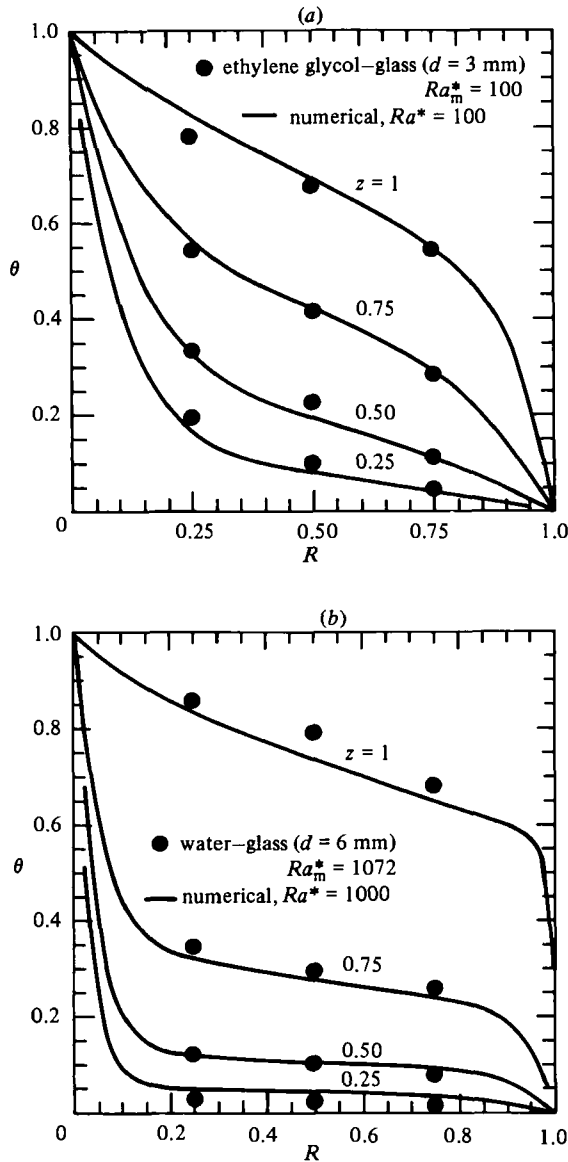 (a)
1.0
ethylene glycol–glass (d = 3 mm)
Ra*m = 100
numerical, Ra* = 100
0.8
z = 1
0.6
θ
0.75
0.4
0.50
0.2
0.25
0
0.25
0.50
0.75
1.0
R
(b)
1.0
0.8
z = 1
0.6
water–glass (d = 6 mm)
θ
Ra*m = 1072
numerical, Ra* = 1000
0.4
0.75
0.2
0.50
0.25
0
0.2
0.4
0.6
0.8
1.0
R